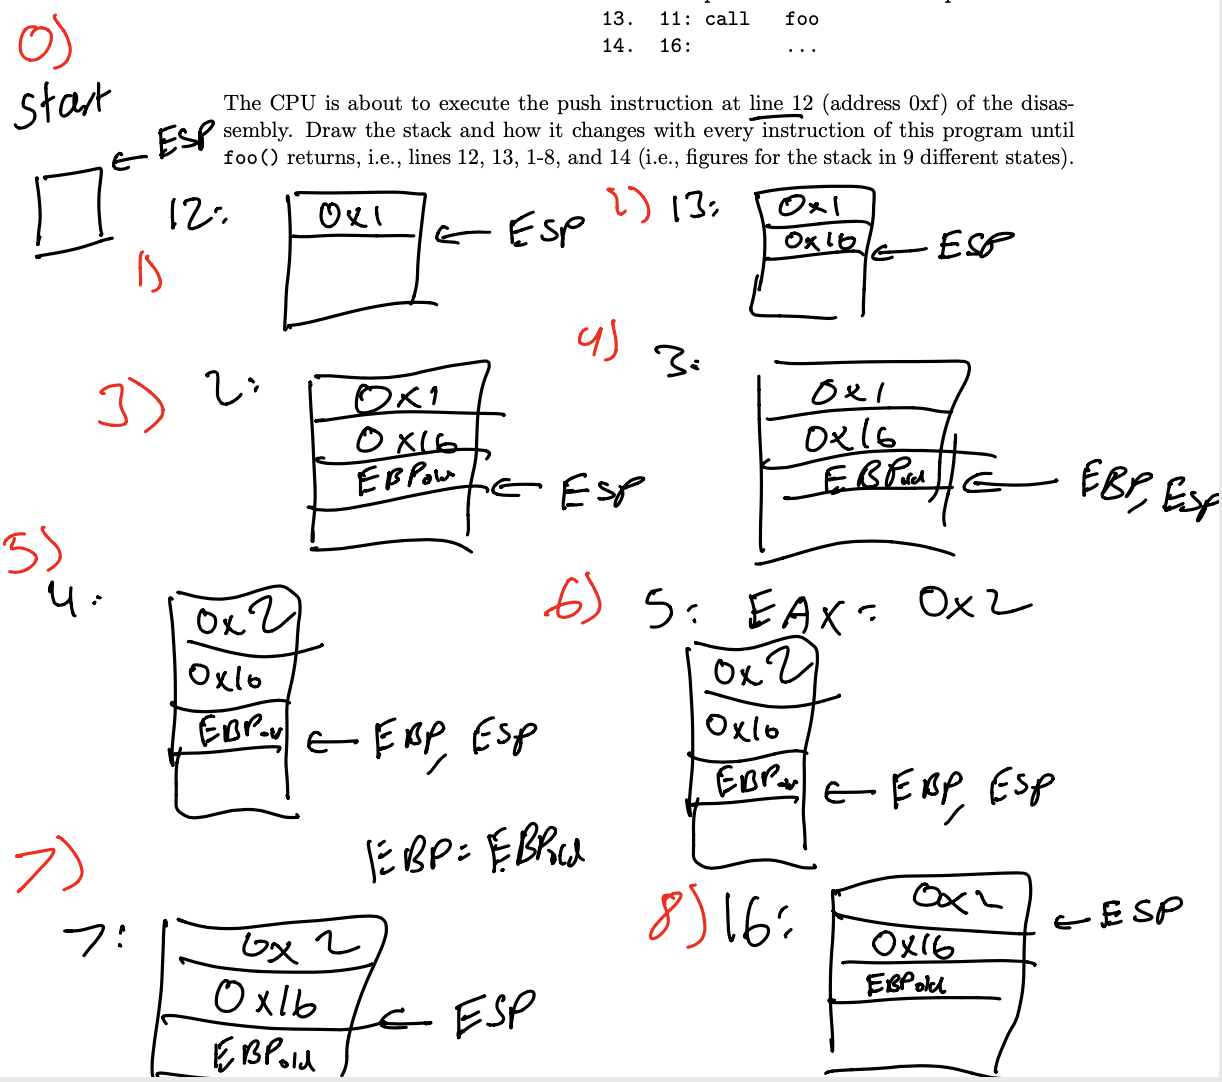 13. 11: call foo
14. 16: ...
0)
start
The CPU is about to execute the push instruction at line 12 (address 0xf) of the disas-
sembly. Draw the stack and how it changes with every instruction of this program until
foo() returns, i.e., lines 12, 13, 1-8, and 14 (i.e., figures for the stack in 9 different states).
← ESP
1)
12:
0x1
← ESP
2) 13:
0x1
0x16
← ESP
3) 2:
0x1
0x16
EBPold
← ESP
4) 3:
0x1
0x16
EBPold
← EBP, ESP
5)
4:
0x2
0x16
EBPold
← EBP, ESP
6) 5: EAX = 0x2
0x2
0x16
EBPold
← EBP, ESP
7)
EBP = EBPold
7:
0x2
0x16
← ESP
EBPold
8) 16:
0x2
← ESP
0x16
EBPold